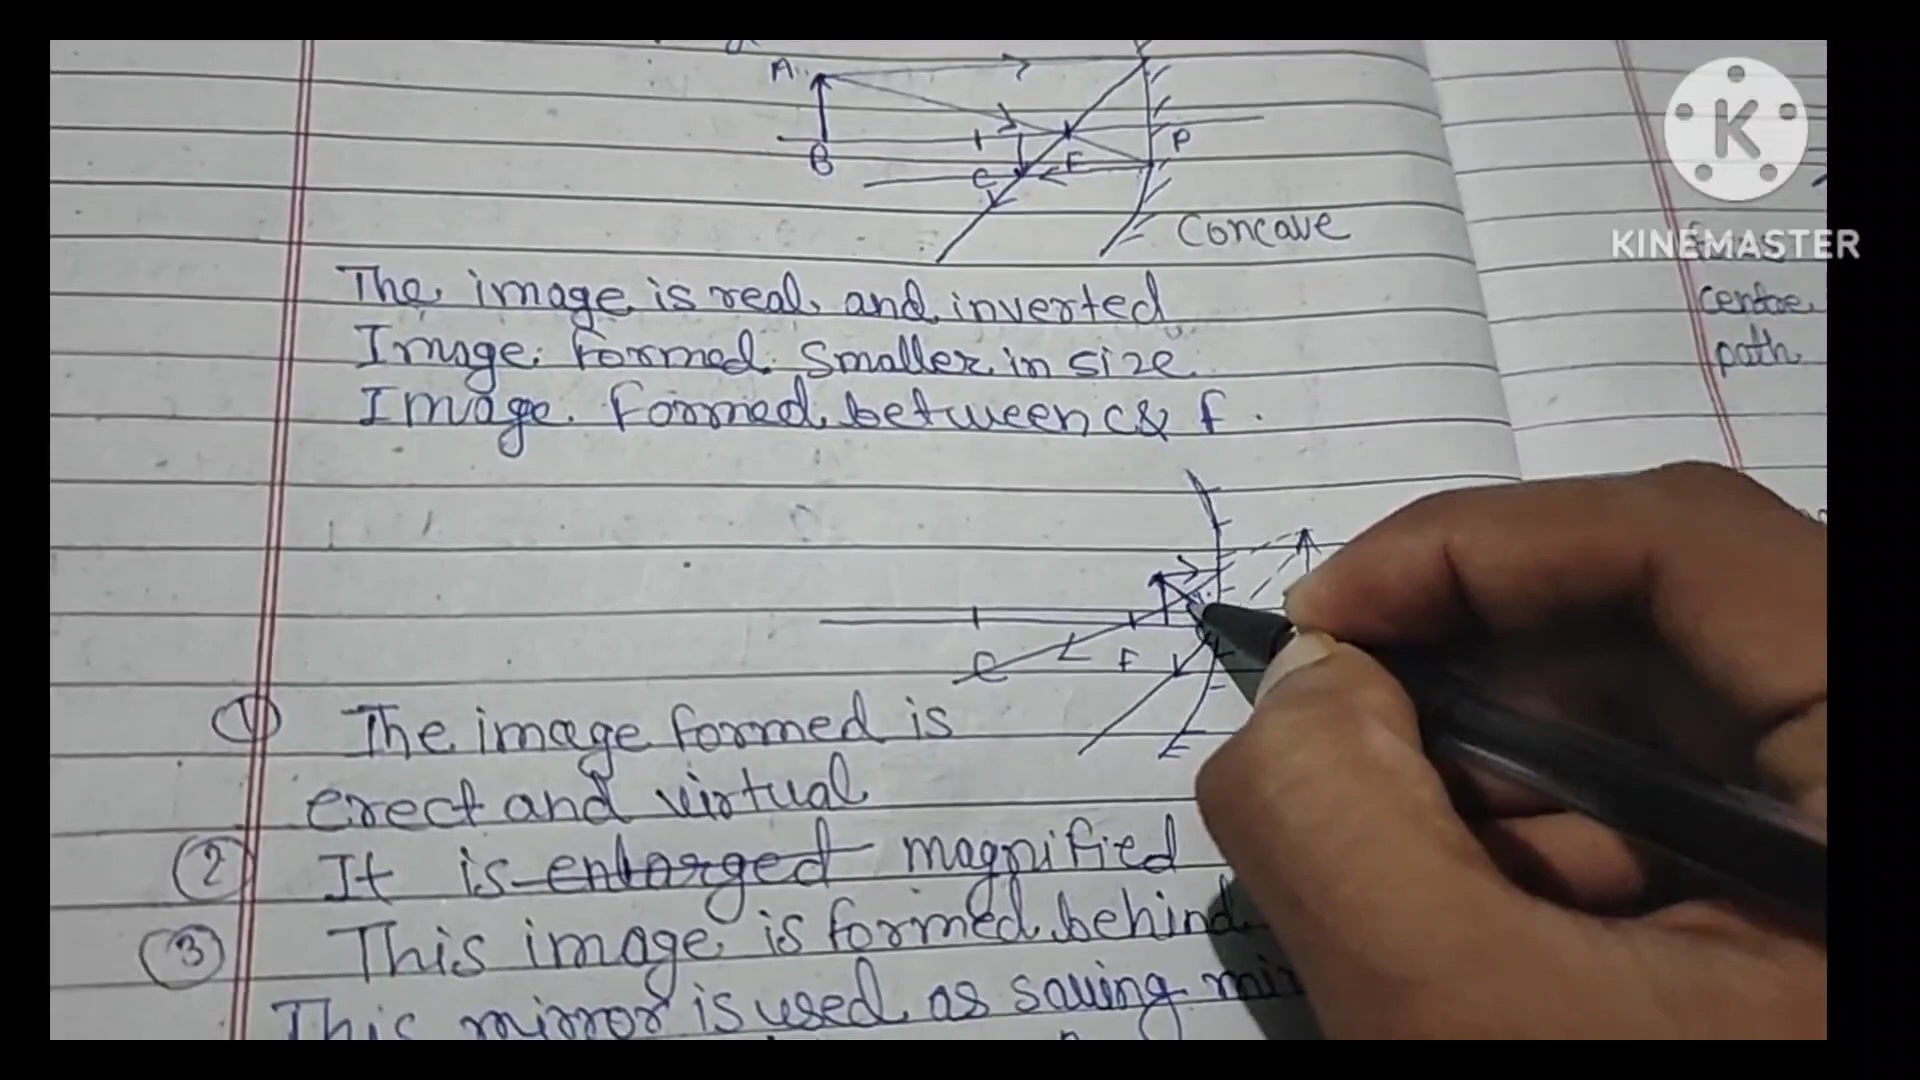 A
B
C
F
P
Concave
K
KINEMASTER
The image is real and inverted
Image formed smaller in size
Image formed between C & F.
centre
path
C
F
① The image formed is
erect and virtual
② It is enlarged magnified
③ This image is formed behind
This mirror is used as saving